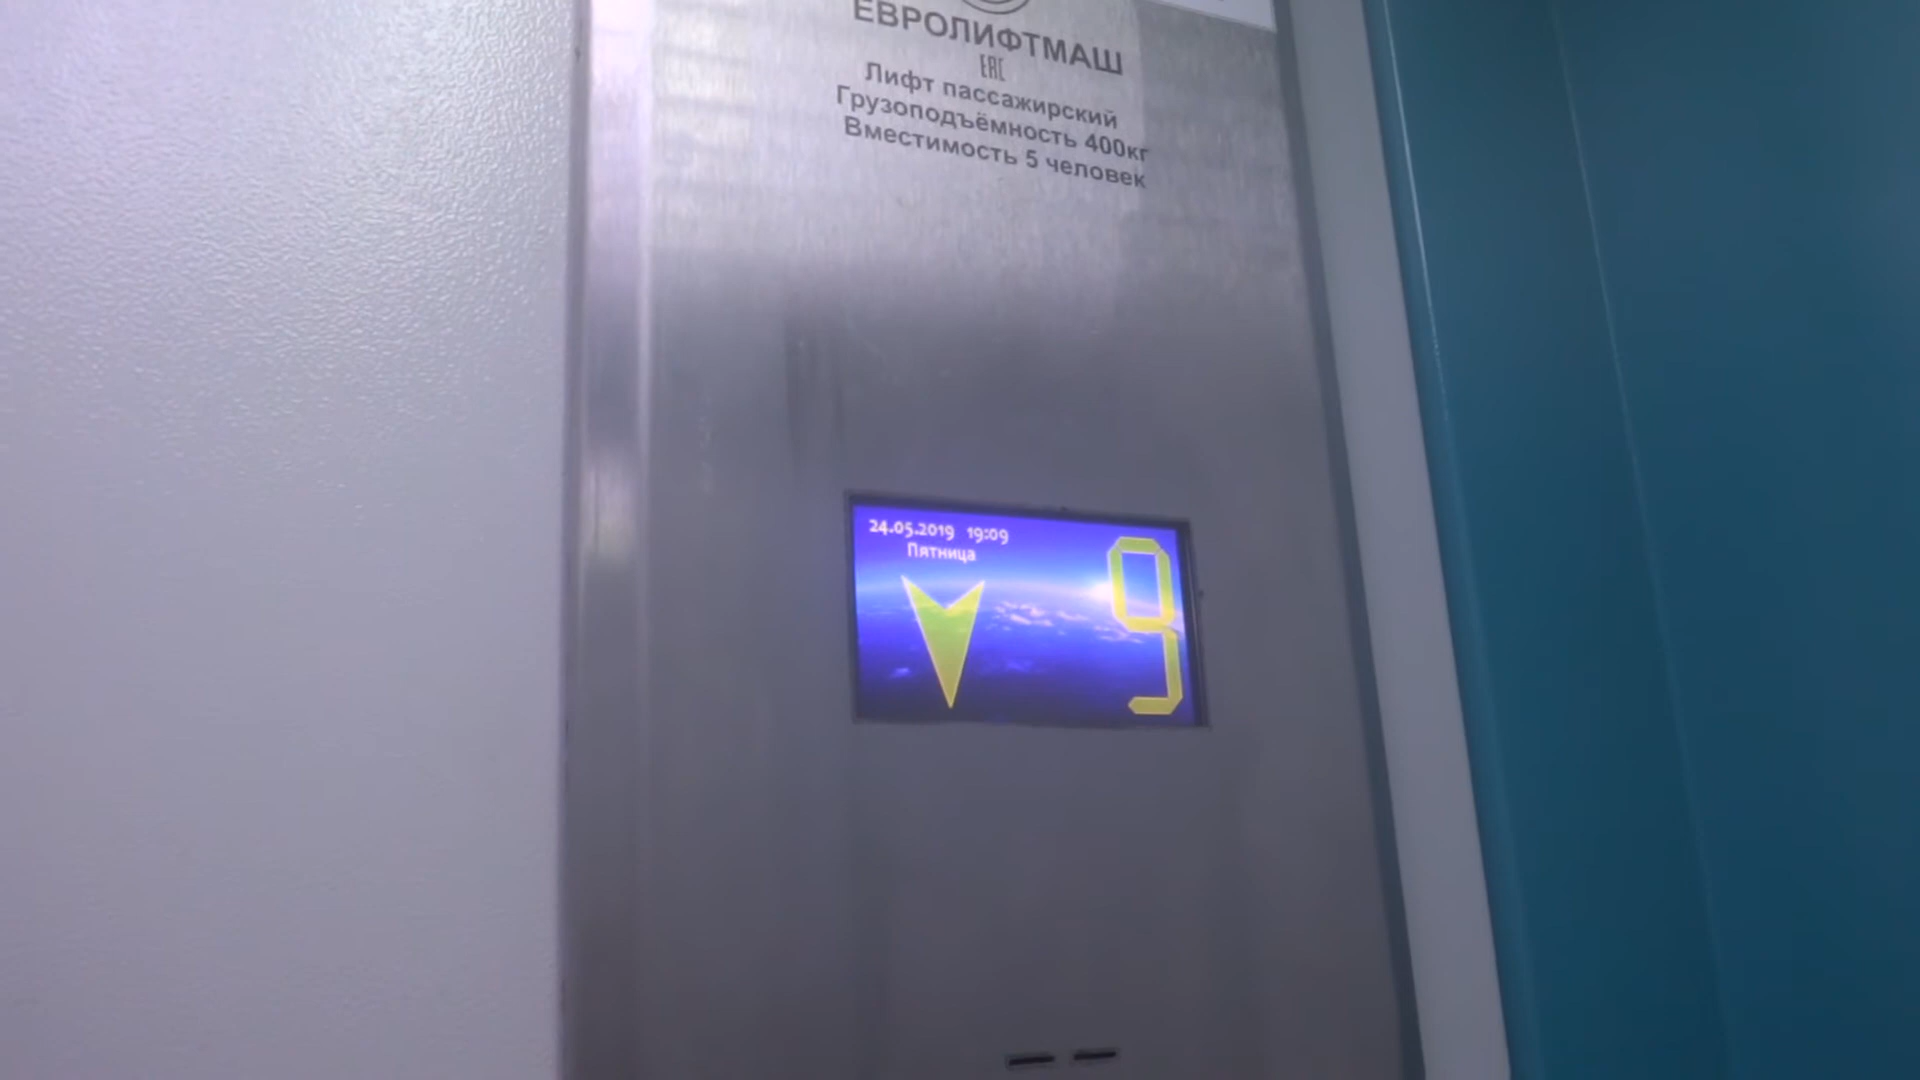 ЕВРОЛИФТМАШ
ЕАС
Лифт пассажирский
Грузоподъёмность 400кг
Вместимость 5 человек
24.05.2019 19:09
Пятница
9